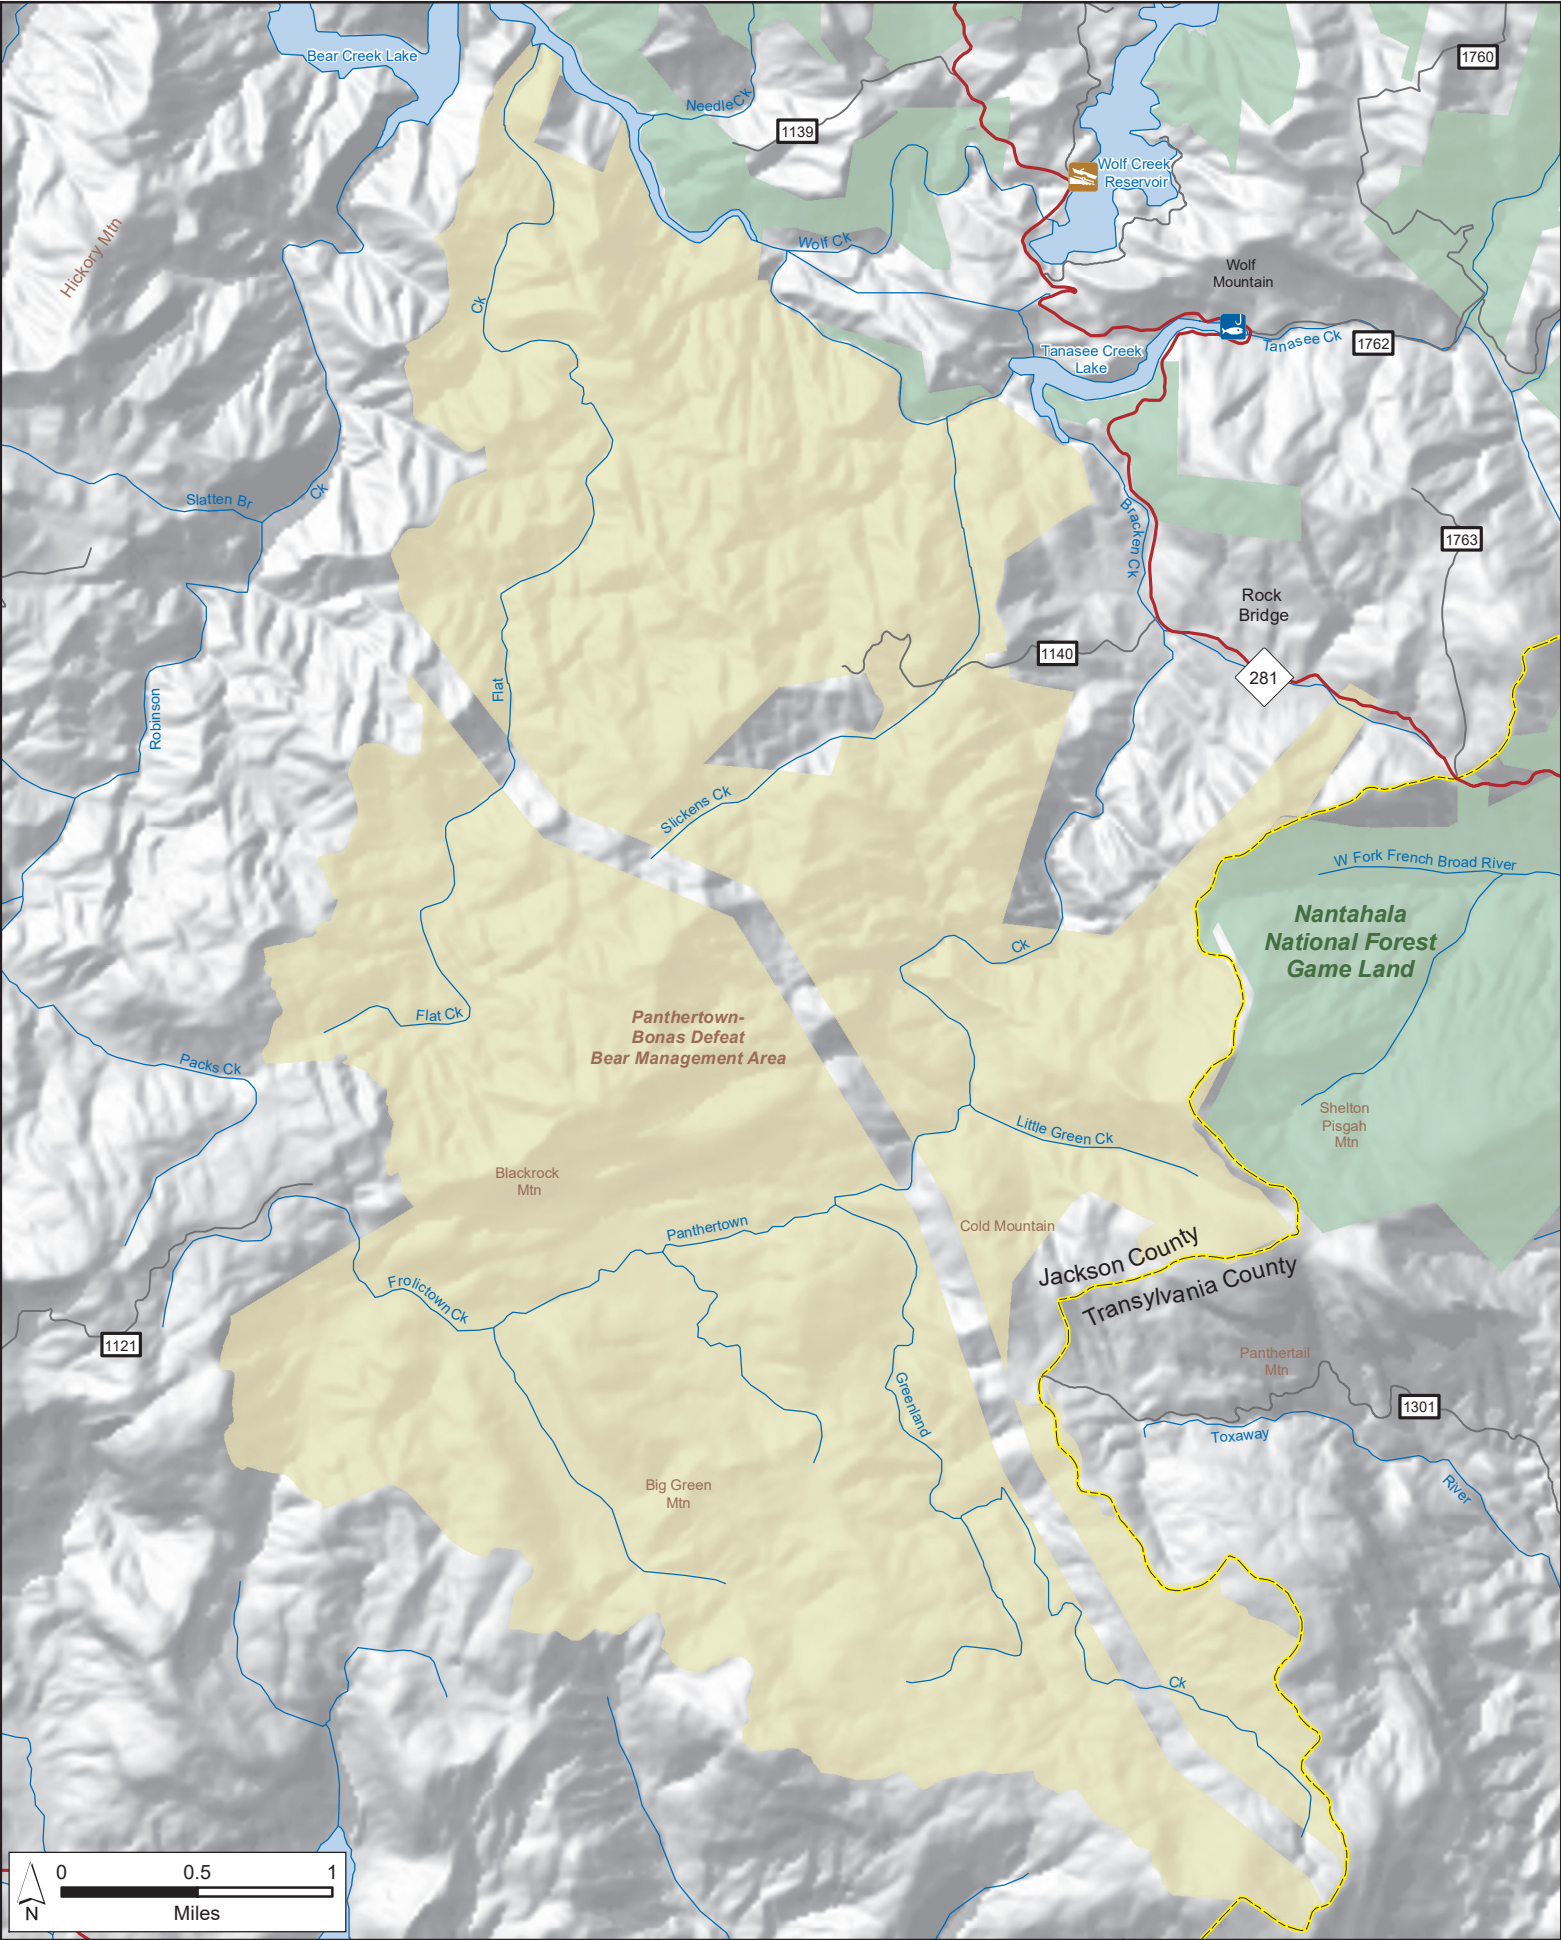 Bear Creek Lake
1760
Needle Ck
1139
Wolf Creek
Reservoir
Hickory Mtn
Wolf Ck
Wolf
Mountain
Ck
Tanasee Ck
1762
Tanasee Creek
Lake
Slatten Br
Ck
Bracken Ck
1763
Rock
Bridge
1140
281
Flat
Robinson
Slickens Ck
W Fork French Broad River
Nantahala
National Forest
Game Land
Ck
Flat Ck
Panthertown-
Bonas Defeat
Bear Management Area
Packs Ck
Shelton
Pisgah
Mtn
Little Green Ck
Blackrock
Mtn
Panthertown
Cold Mountain
Jackson County
Transylvania County
Frolictown Ck
1121
Panthertail
Mtn
Greenland
1301
Toxaway
River
Big Green
Mtn
Ck
0 0.5 1
Miles
N